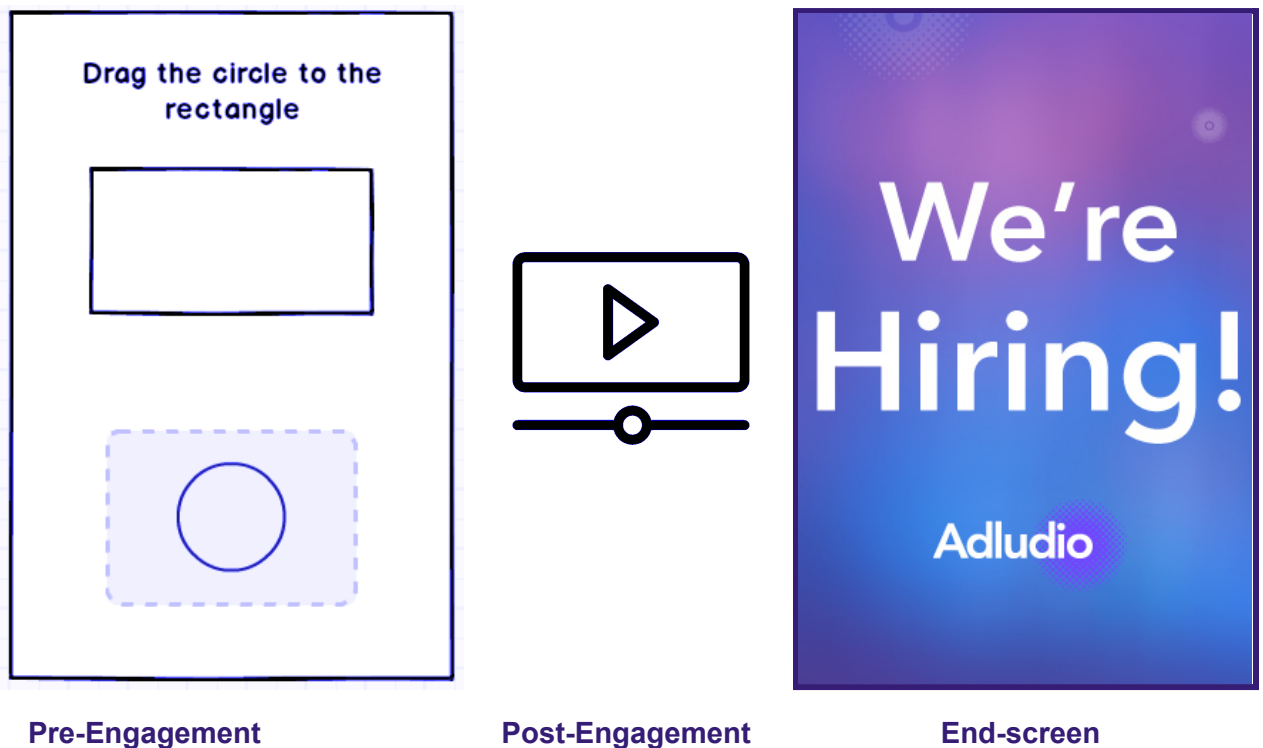 Drag the circle to the
rectangle
We’re
Hiring!
Adludio
Pre-Engagement
Post-Engagement
End-screen